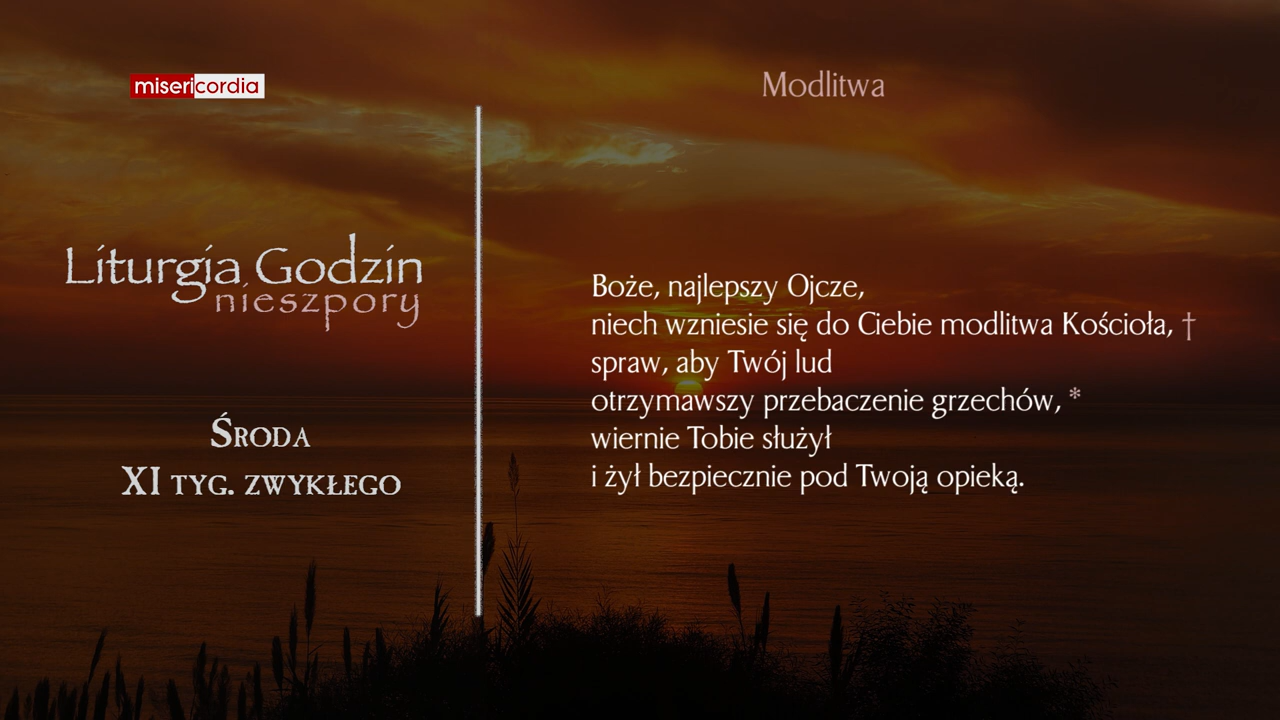 misericordia
Modlitwa
Liturgia Godzin
nieszpory
Środa
XI tyg. zwykłego
Boże, najlepszy Ojcze,
niech wzniesie się do Ciebie modlitwa Kościoła, †
spraw, aby Twój lud
otrzymawszy przebaczenie grzechów, *
wiernie Tobie służył
i żył bezpiecznie pod Twoją opieką.